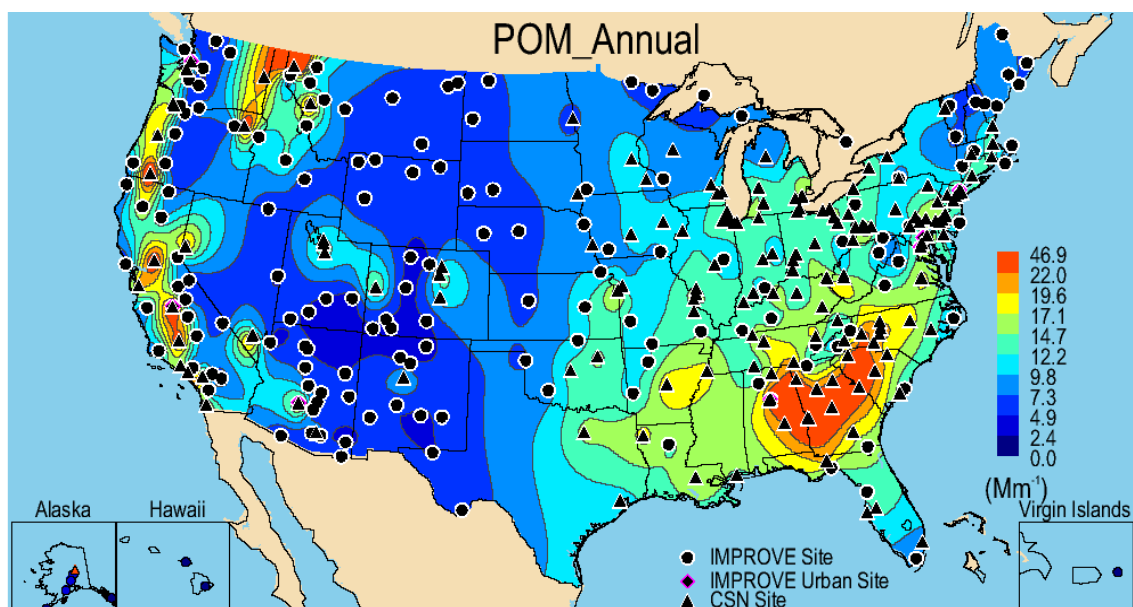 POM_Annual
46.9
22.0
19.6
17.1
14.7
12.2
9.8
7.3
4.9
2.4
0.0
(Mm⁻¹)
Alaska
Hawaii
Virgin Islands
IMPROVE Site
IMPROVE Urban Site
CSN Site